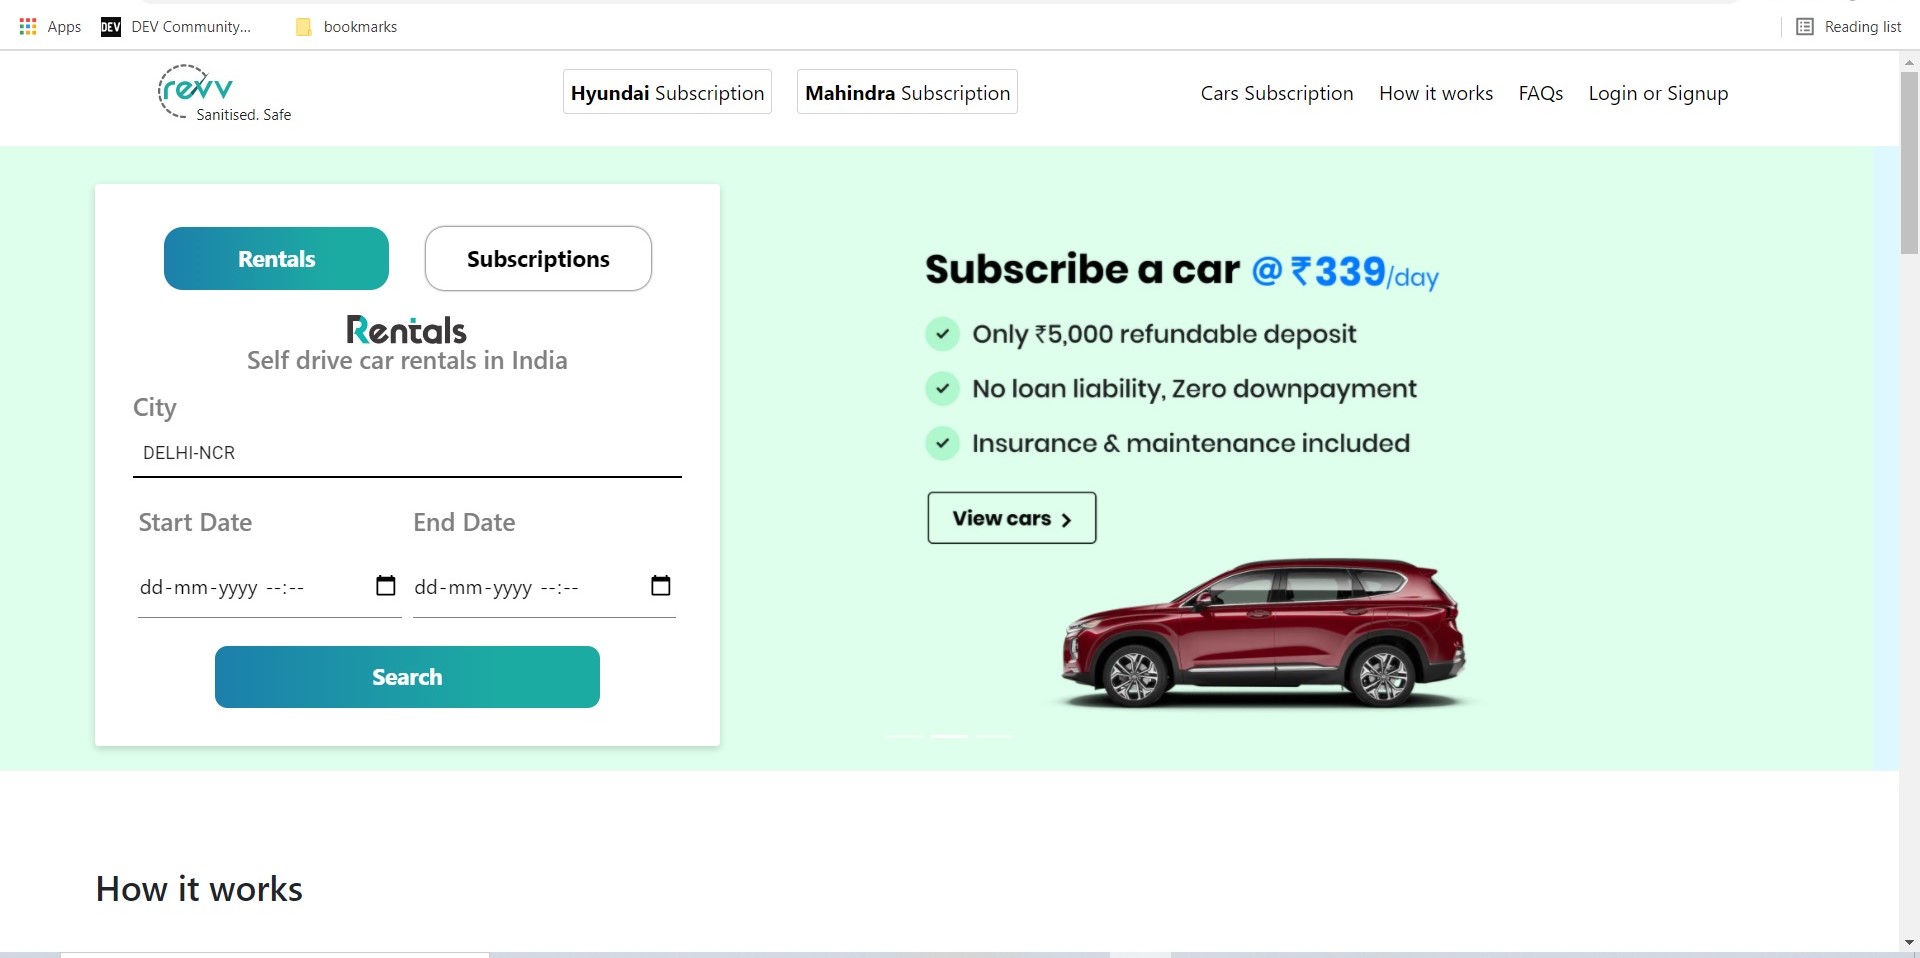 Apps DEV DEV Community... bookmarks Reading list
revv
Sanitised. Safe
Hyundai Subscription Mahindra Subscription Cars Subscription How it works FAQs Login or Signup
Rentals Subscriptions
Rentals
Self drive car rentals in India
City
DELHI-NCR
Start Date End Date
dd-mm-yyyy --:-- dd-mm-yyyy --:--
Search
Subscribe a car @ ₹339/day
Only ₹5,000 refundable deposit
No loan liability, Zero downpayment
Insurance & maintenance included
View cars >
How it works